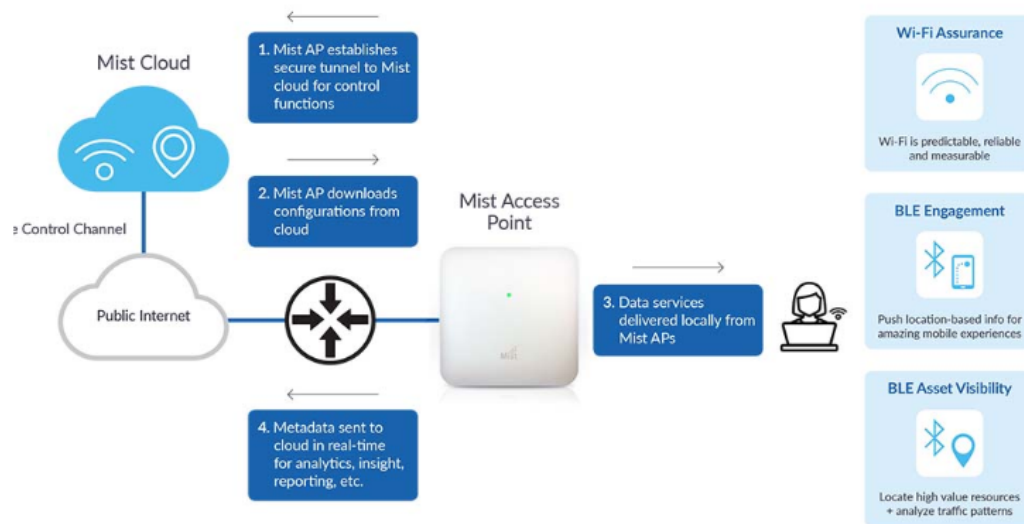 Mist Cloud
e Control Channel
Public Internet
1. Mist AP establishes
secure tunnel to Mist
cloud for control
functions
2. Mist AP downloads
configurations from
cloud
Mist Access
Point
Mist
3. Data services
delivered locally from
Mist APs
4. Metadata sent to
cloud in real-time
for analytics, insight,
reporting, etc.
Wi-Fi Assurance
Wi-Fi is predictable, reliable
and measurable
BLE Engagement
Push location-based info for
amazing mobile experiences
BLE Asset Visibility
Locate high value resources
+ analyze traffic patterns